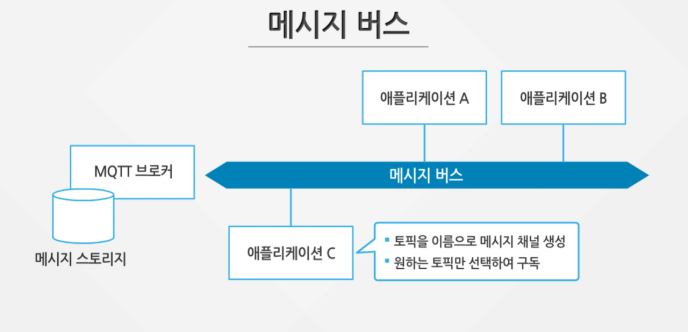 메시지 버스
애플리케이션 A
애플리케이션 B
MQTT 브로커
메시지 버스
메시지 스토리지
애플리케이션 C
▪ 토픽을 이름으로 메시지 채널 생성
▪ 원하는 토픽만 선택하여 구독